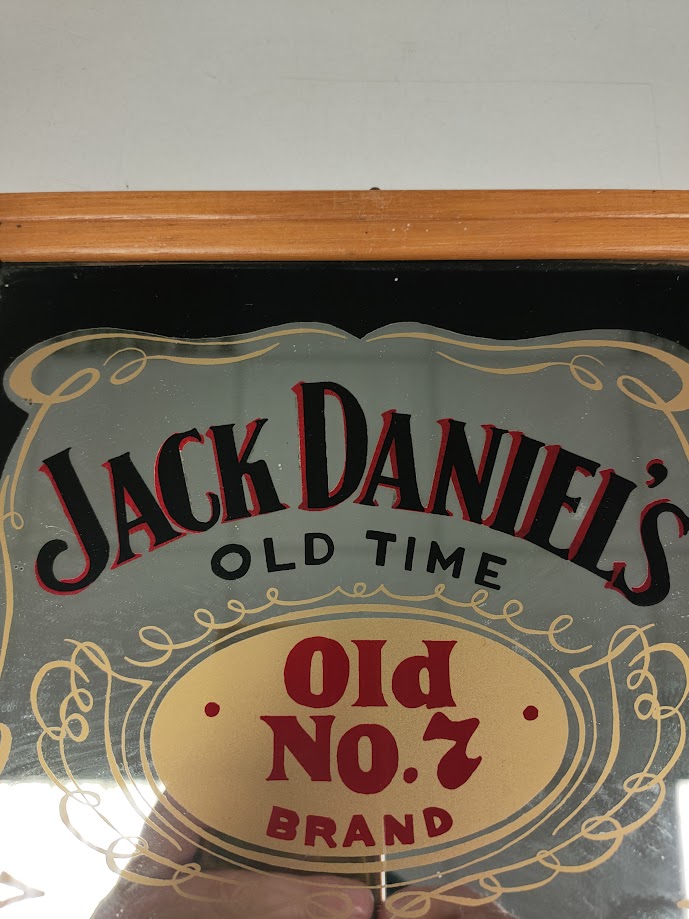 JACK DANIEL'S
OLD TIME
Old
No.7
BRAND